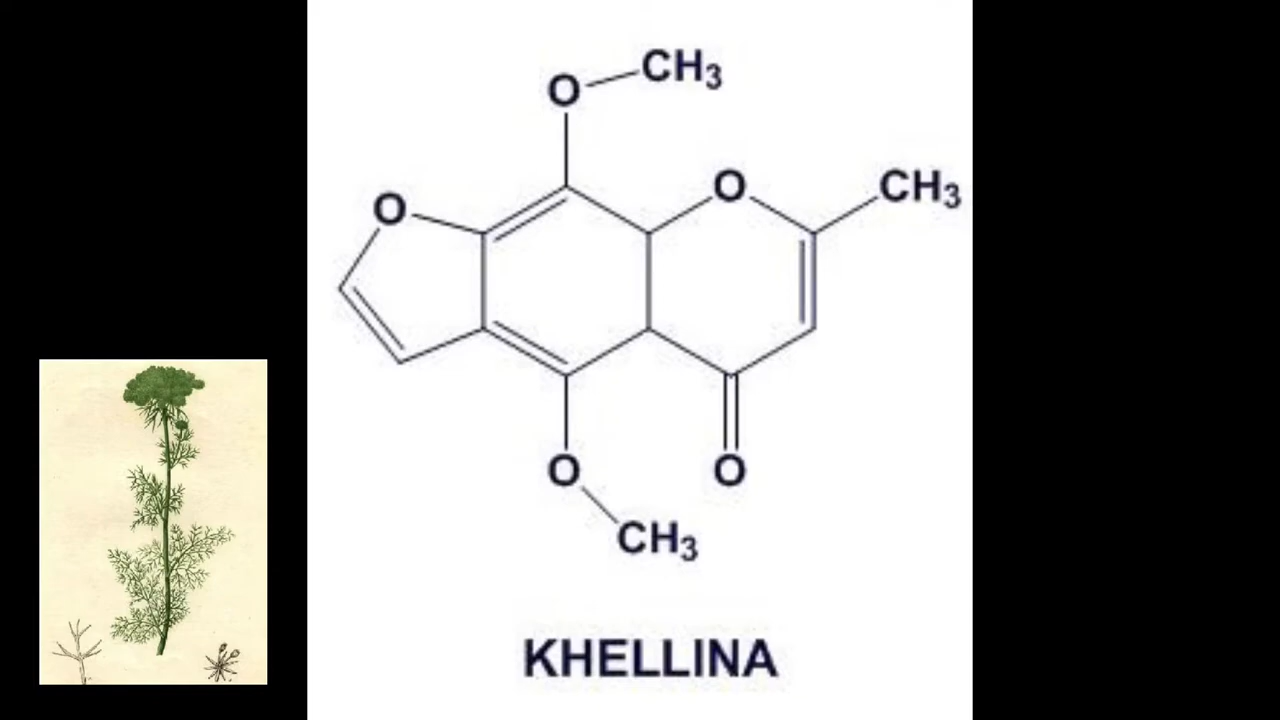 O CH₃
O O CH₃
O O
CH₃
KHELLINA